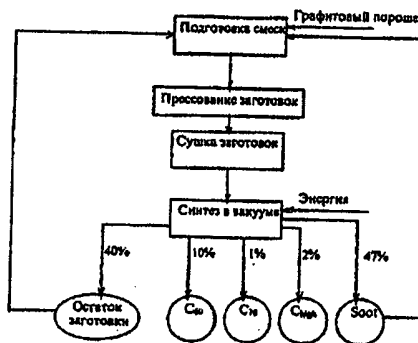 Графитовый порошо
Подготовка смеси
Прессование заготовок
Сушка заготовок
Энергия
Синтез в вакууме
40%
10%
1%
2%
47%
Остаток
заготовки
C60
C70
Soot